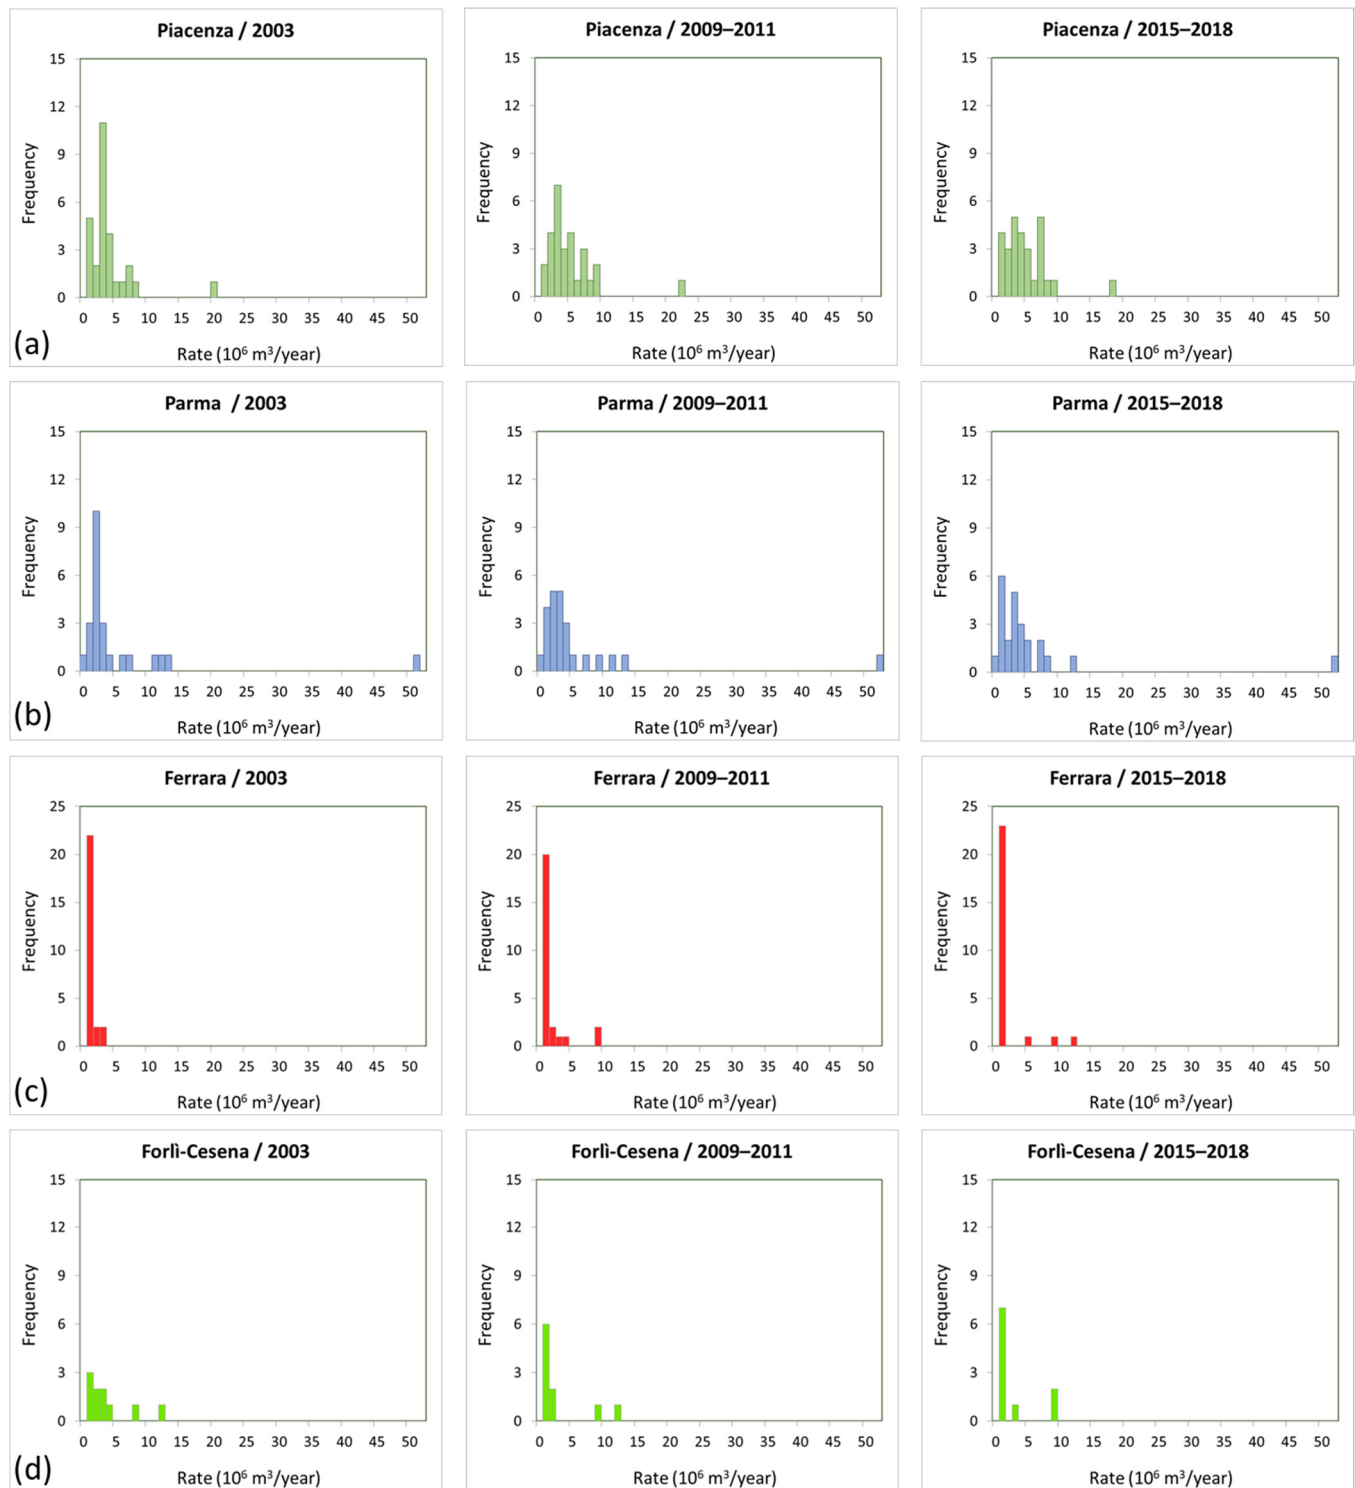 Piacenza / 2003
15
12
9
6
3
0
Frequency
0 5 10 15 20 25 30 35 40 45 50
Rate (10⁶ m³/year)
(a)
Piacenza / 2009–2011
15
12
9
6
3
0
Frequency
0 5 10 15 20 25 30 35 40 45 50
Rate (10⁶ m³/year)
Piacenza / 2015–2018
15
12
9
6
3
0
Frequency
0 5 10 15 20 25 30 35 40 45 50
Rate (10⁶ m³/year)
Parma / 2003
15
12
9
6
3
0
Frequency
0 5 10 15 20 25 30 35 40 45 50
Rate (10⁶ m³/year)
(b)
Parma / 2009–2011
15
12
9
6
3
0
Frequency
0 5 10 15 20 25 30 35 40 45 50
Rate (10⁶ m³/year)
Parma / 2015–2018
15
12
9
6
3
0
Frequency
0 5 10 15 20 25 30 35 40 45 50
Rate (10⁶ m³/year)
Ferrara / 2003
25
20
15
10
5
0
Frequency
0 5 10 15 20 25 30 35 40 45 50
Rate (10⁶ m³/year)
(c)
Ferrara / 2009–2011
25
20
15
10
5
0
Frequency
0 5 10 15 20 25 30 35 40 45 50
Rate (10⁶ m³/year)
Ferrara / 2015–2018
25
20
15
10
5
0
Frequency
0 5 10 15 20 25 30 35 40 45 50
Rate (10⁶ m³/year)
Forlì-Cesena / 2003
15
12
9
6
3
0
Frequency
0 5 10 15 20 25 30 35 40 45 50
Rate (10⁶ m³/year)
(d)
Forlì-Cesena / 2009–2011
15
12
9
6
3
0
Frequency
0 5 10 15 20 25 30 35 40 45 50
Rate (10⁶ m³/year)
Forlì-Cesena / 2015–2018
15
12
9
6
3
0
Frequency
0 5 10 15 20 25 30 35 40 45 50
Rate (10⁶ m³/year)